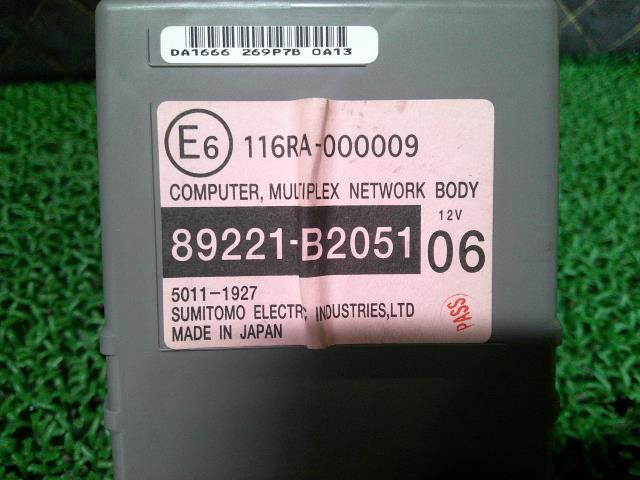 DA1666 269P7B 0A13
E6 116RA-000009
COMPUTER, MULTIPLEX NETWORK BODY
12V
89221-B2051 06
5011-1927
SUMITOMO ELECTRIC INDUSTRIES,LTD
MADE IN JAPAN
PASS